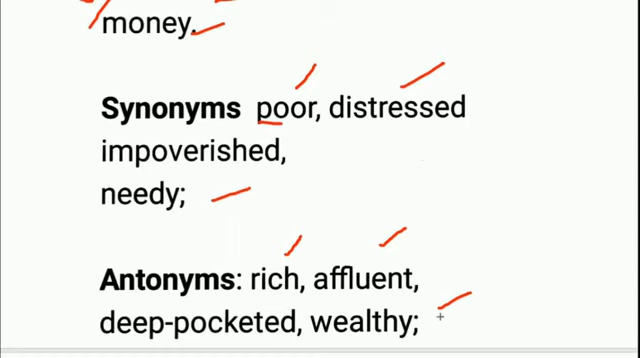 money.
Synonyms poor, distressed
impoverished,
needy;
Antonyms: rich, affluent,
deep-pocketed, wealthy;